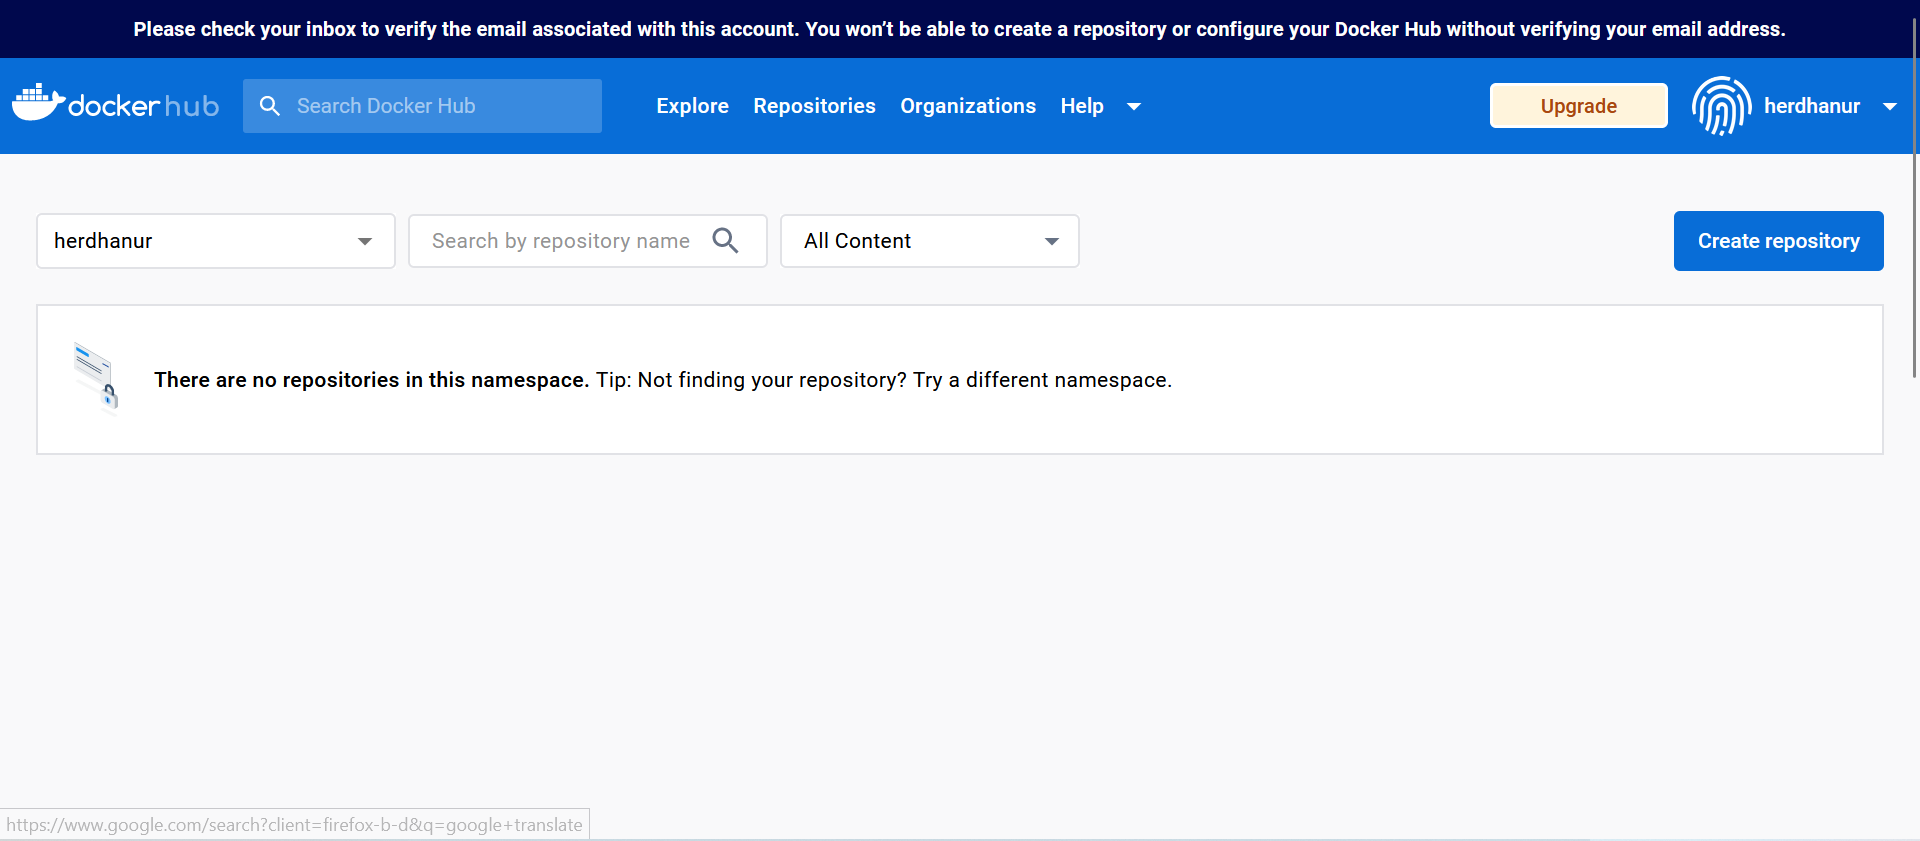 Please check your inbox to verify the email associated with this account. You won’t be able to create a repository or configure your Docker Hub without verifying your email address.
dockerhub Search Docker Hub Explore Repositories Organizations Help Upgrade herdhanur
herdhanur Search by repository name All Content Create repository
There are no repositories in this namespace. Tip: Not finding your repository? Try a different namespace.
https://www.google.com/search?client=firefox-b-d&q=google+translate